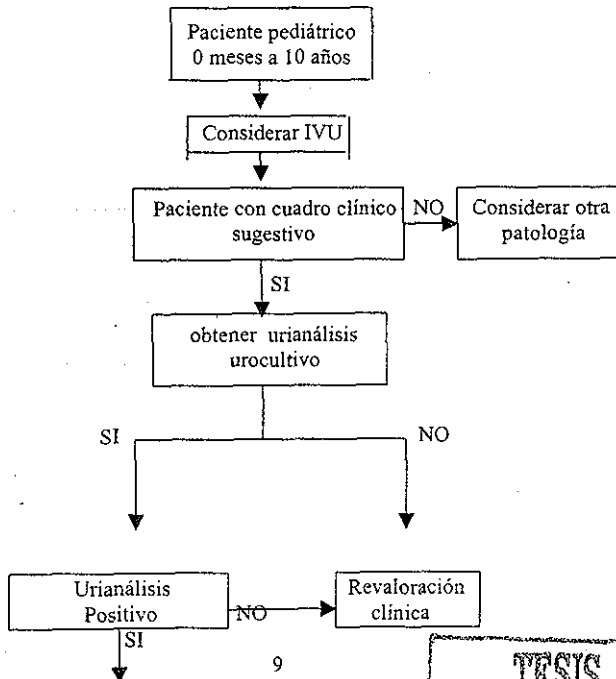 Paciente pediátrico
0 meses a 10 años
Considerar IVU
Paciente con cuadro clínico
sugestivo
NO
Considerar otra
patología
SI
obtener urianálisis
urocultivo
SI
NO
Urianálisis
Positivo
NO
Revaloración
clínica
SI
9
TESIS